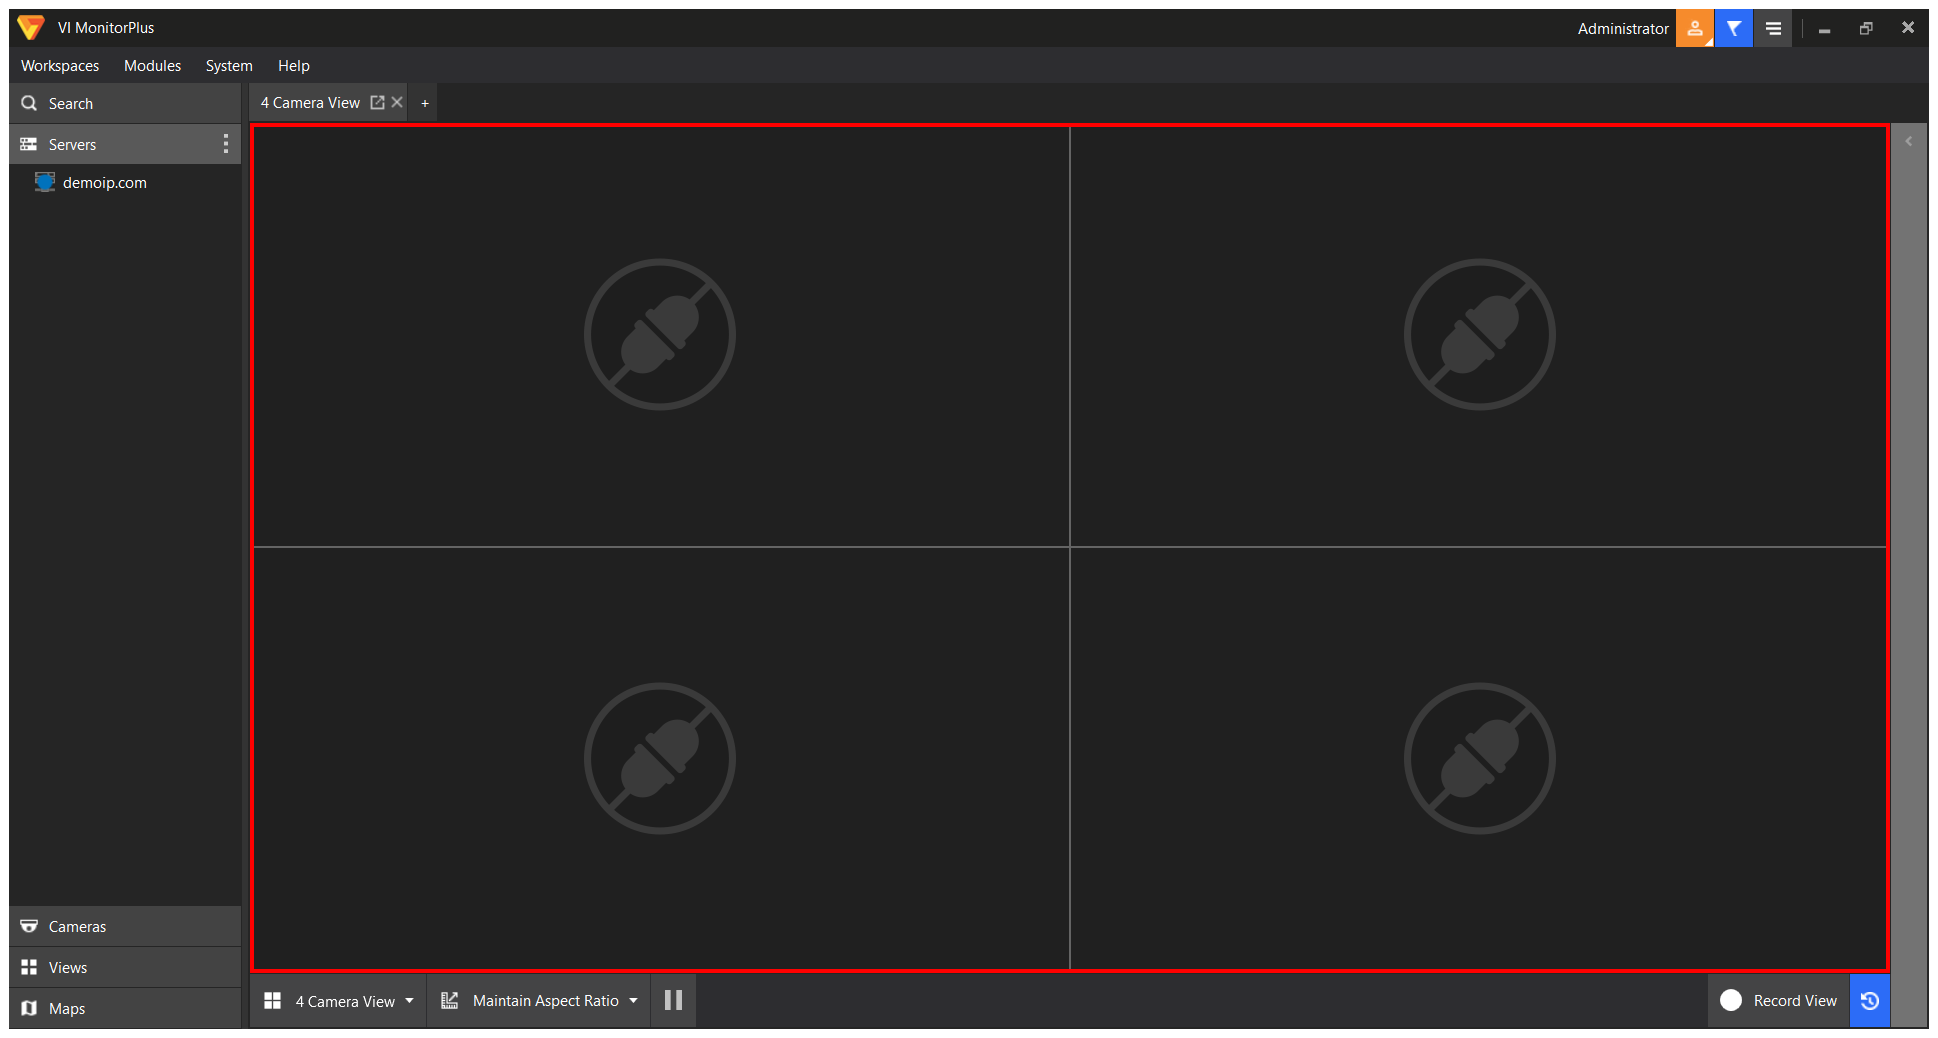 VI MonitorPlus
Administrator
Workspaces Modules System Help
Search
4 Camera View +
Servers
demoip.com
Cameras
Views
Maps
4 Camera View Maintain Aspect Ratio Record View